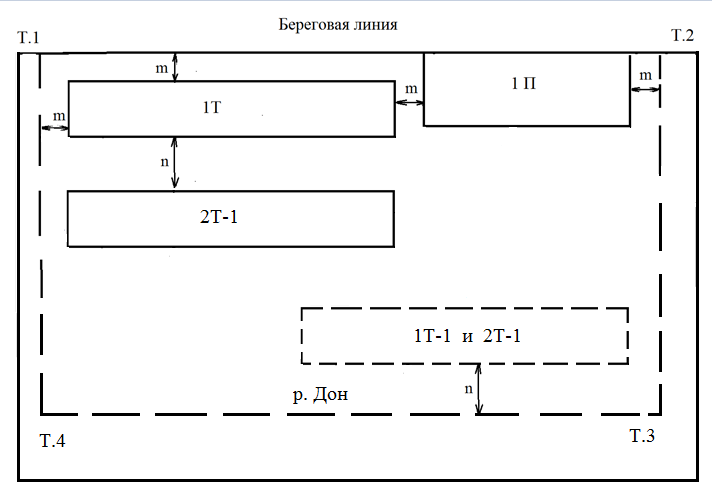 Береговая линия
Т.1
Т.2
m
1Т
m
1 П
m
m
n
2Т-1
1Т-1 и 2Т-1
n
р. Дон
Т.4
Т.3